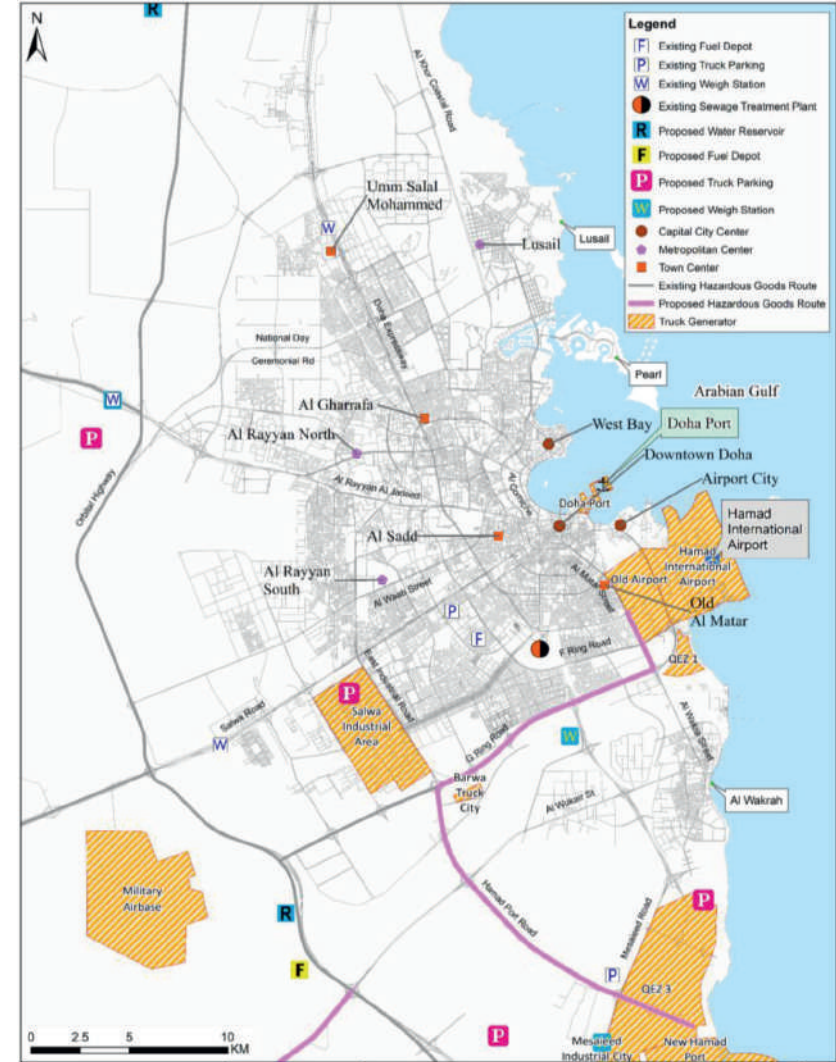 N
R
Legend
F Existing Fuel Depot
P Existing Truck Parking
W Existing Weigh Station
Existing Sewage Treatment Plant
R Proposed Water Reservoir
F Proposed Fuel Depot
P Proposed Truck Parking
W Proposed Weigh Station
Capital City Center
Metropolitan Center
Town Center
Existing Hazardous Goods Route
Proposed Hazardous Goods Route
Truck Generator
Al Khor Coastal Road
Umm Salal
Mohammed
W
Lusail
Lusail
Doha Expressway
National Day
Ceremonial Rd
Pearl
W
Arabian Gulf
P
Al Gharrafa
West Bay
Doha Port
Al Rayyan North
Downtown Doha
Orbital Highway
Al Rayyan Al Jadeed
Al Corniche
Airport City
Doha Port
Hamad
International
Airport
Al Sadd
Hamad
International
Airport
Old Airport
Al Matar Street
Al Rayyan
South
Al Waab Street
Old
Al Matar
P
F
F Ring Road
QEZ 1
East Industrial Road
P
Salwa
Industrial
Area
Salwa Road
W
G Ring Road
W
Al Wakra Street
Barwa
Truck
City
Al Wukair St
Al Wakrah
Military
Airbase
R
Hamad Port Road
Mesaieed Road
P
F
P
QEZ 3
P
W
Mesaieed
Industrial City
New Hamad
Port
0 2.5 5 10
KM